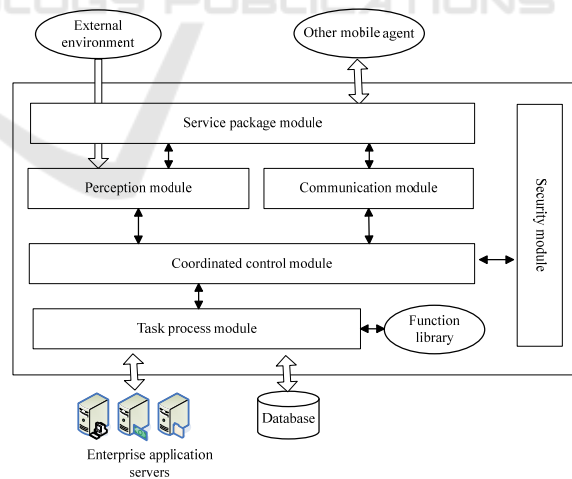 External
environment
Other mobile agent
Service package module
Perception module
Communication module
Security module
Coordinated control module
Task process module
Function
library
Database
Enterprise application
servers